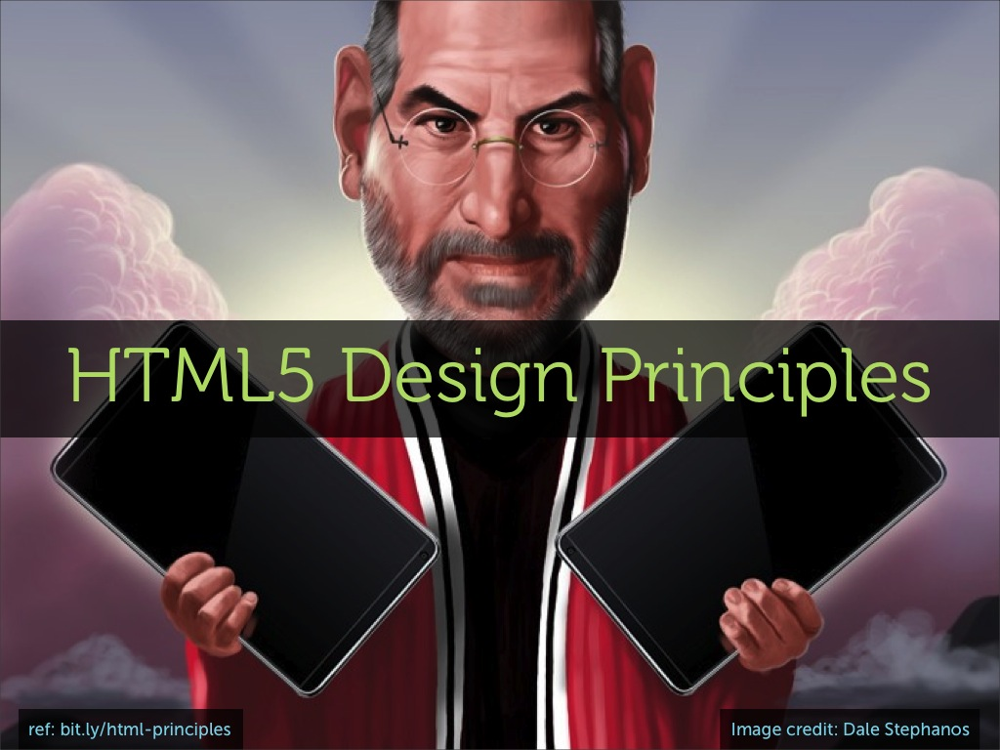 HTML5 Design Principles
ref: bit.ly/html-principles
Image credit: Dale Stephanos